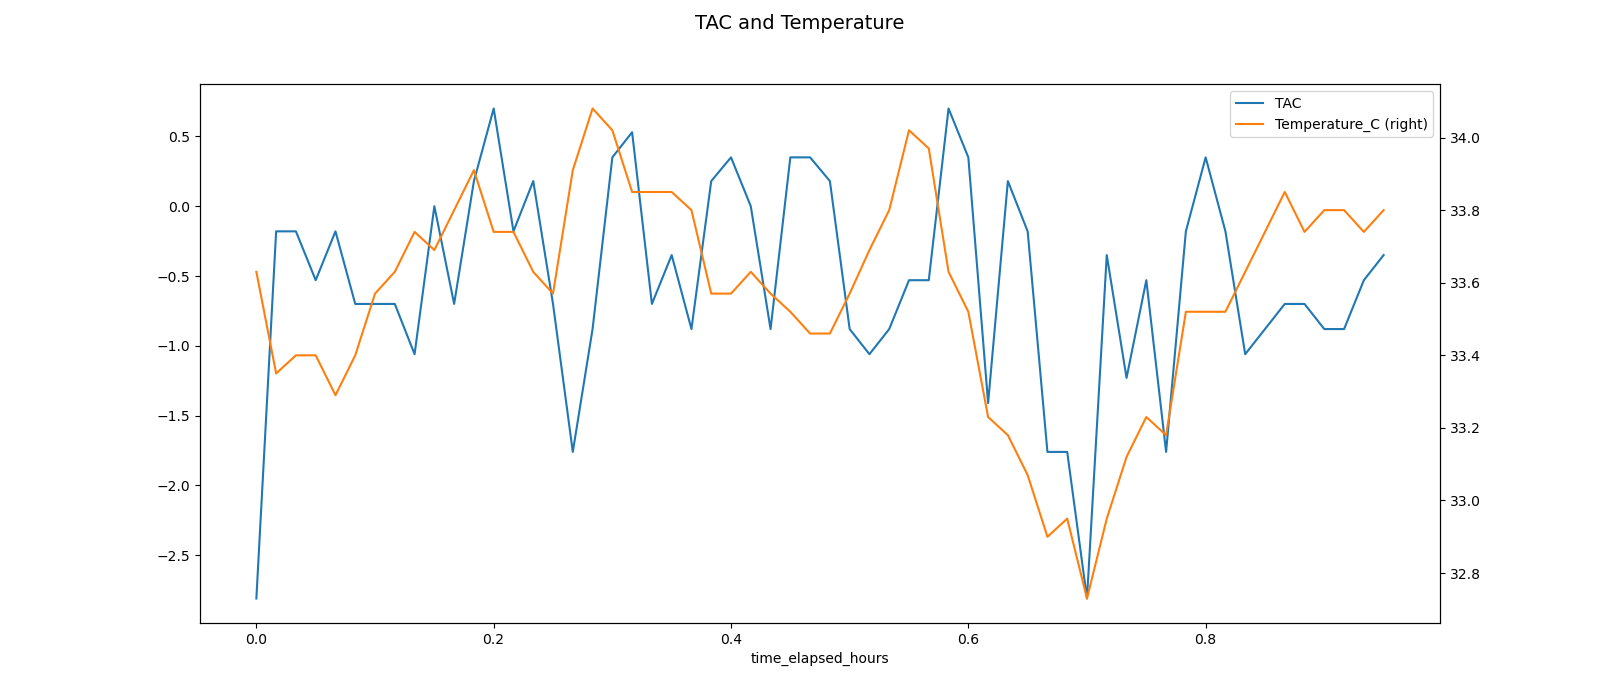 TAC and Temperature
TAC
Temperature_C (right)
0.5
0.0
−0.5
−1.0
−1.5
−2.0
−2.5
34.0
33.8
33.6
33.4
33.2
33.0
32.8
0.0 0.2 0.4 0.6 0.8
time_elapsed_hours